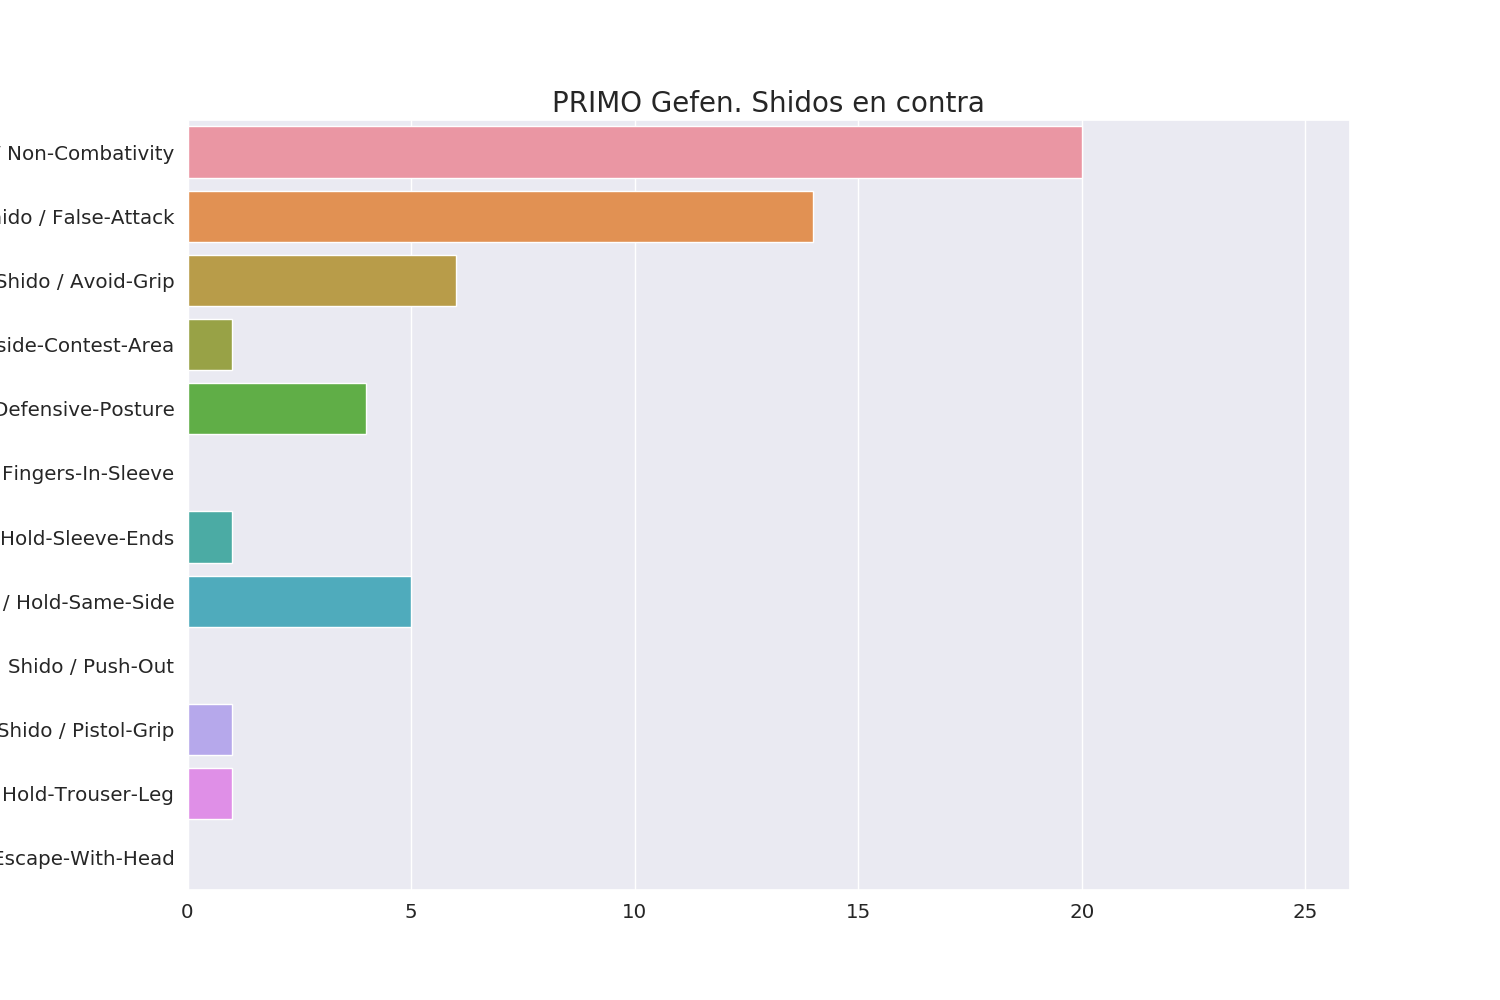 PRIMO Gefen. Shidos en contra
/ Non-Combativity
ido / False-Attack
Shido / Avoid-Grip
side-Contest-Area
Defensive-Posture
Fingers-In-Sleeve
Hold-Sleeve-Ends
/ Hold-Same-Side
Shido / Push-Out
Shido / Pistol-Grip
Hold-Trouser-Leg
Escape-With-Head
0 5 10 15 20 25